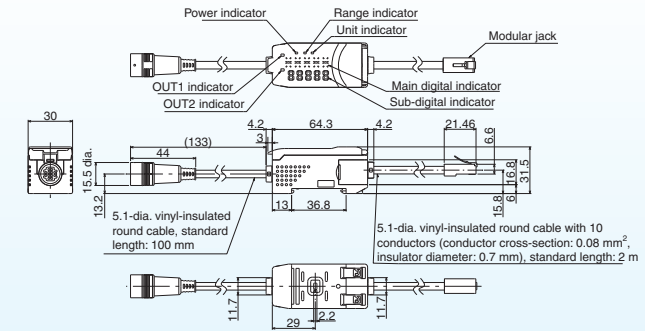 Power indicator
Range indicator
Unit indicator
Modular jack
OUT1 indicator
OUT2 indicator
Main digital indicator
Sub-digital indicator
30
4.2
64.3
4.2
21.46
(133)
3
6.6
44
15.5 dia.
13.2
16.8
31.5
15.8
6
13
36.8
5.1-dia. vinyl-insulated
round cable, standard
length: 100 mm
5.1-dia. vinyl-insulated round cable with 10
conductors (conductor cross-section: 0.08 mm²,
insulator diameter: 0.7 mm), standard length: 2 m
11.7
11.7
2.2
29